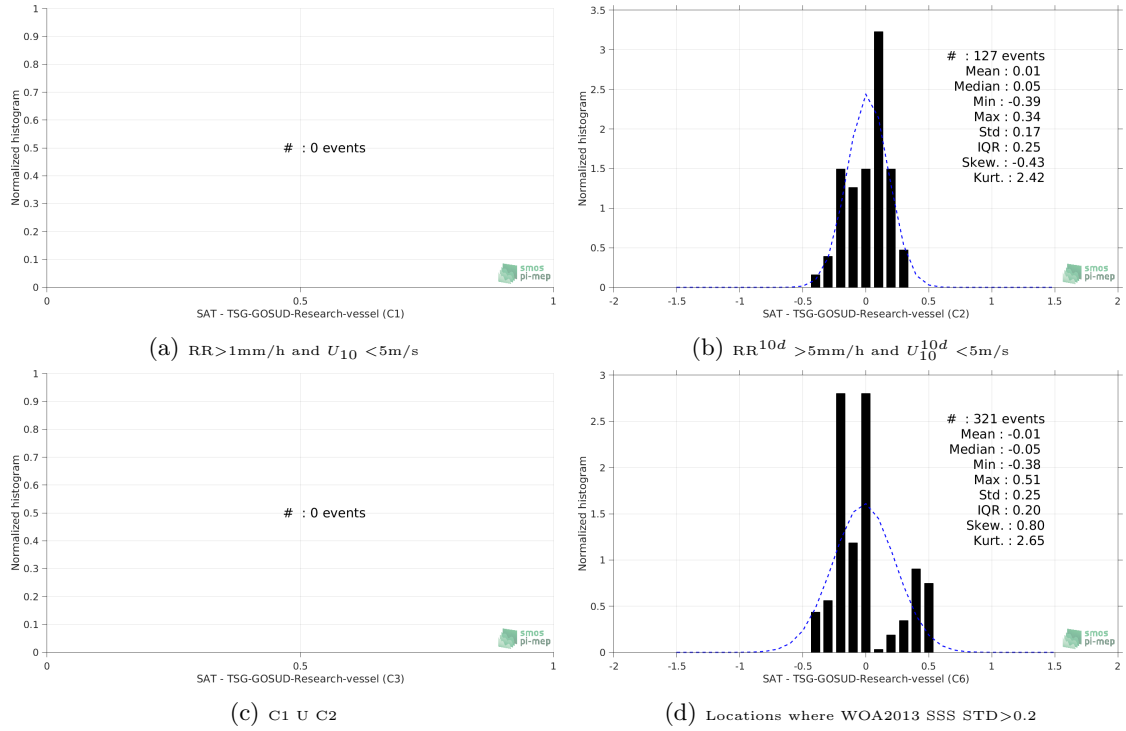 1
0.9
0.8
0.7
0.6
0.5
0.4
0.3
0.2
0.1
0
Normalized histogram
# : 0 events
smos
pi-mep
0 0.5 1
SAT - TSG-GOSUD-Research-vessel (C1)
(a) RR>1mm/h and U10 <5m/s
3.5
3
2.5
2
1.5
1
0.5
0
Normalized histogram
# : 127 events
Mean : 0.01
Median : 0.05
Min : -0.39
Max : 0.34
Std : 0.17
IQR : 0.25
Skew. : -0.43
Kurt. : 2.42
smos
pi-mep
-2 -1.5 -1 -0.5 0 0.5 1 1.5 2
SAT - TSG-GOSUD-Research-vessel (C2)
(b) RR^10d >5mm/h and U10^10d <5m/s
1
0.9
0.8
0.7
0.6
0.5
0.4
0.3
0.2
0.1
0
Normalized histogram
# : 0 events
smos
pi-mep
0 0.5 1
SAT - TSG-GOSUD-Research-vessel (C3)
(c) C1 U C2
3
2.5
2
1.5
1
0.5
0
Normalized histogram
# : 321 events
Mean : -0.01
Median : -0.05
Min : -0.38
Max : 0.51
Std : 0.25
IQR : 0.20
Skew. : 0.80
Kurt. : 2.65
smos
pi-mep
-2 -1.5 -1 -0.5 0 0.5 1 1.5 2
SAT - TSG-GOSUD-Research-vessel (C6)
(d) Locations where WOA2013 SSS STD>0.2